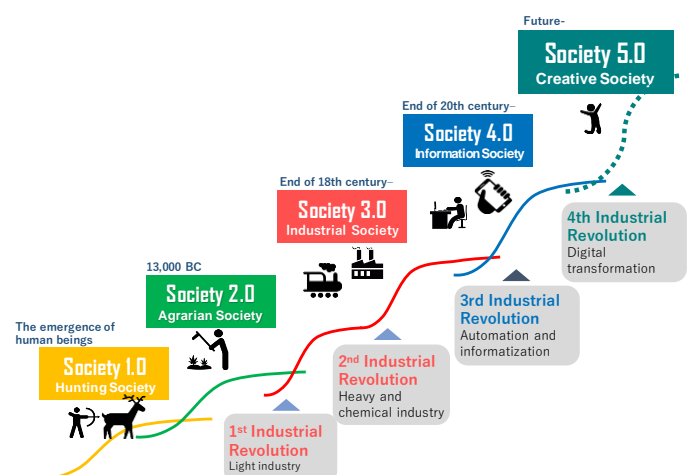 Future-
Society 5.0
Creative Society
End of 20th century–
Society 4.0
Information Society
End of 18th century–
Society 3.0
Industrial Society
13,000 BC
Society 2.0
Agrarian Society
The emergence of
human beings
Society 1.0
Hunting Society
1st Industrial
Revolution
Light industry
2nd Industrial
Revolution
Heavy and
chemical industry
3rd Industrial
Revolution
Automation and
informatization
4th Industrial
Revolution
Digital
transformation